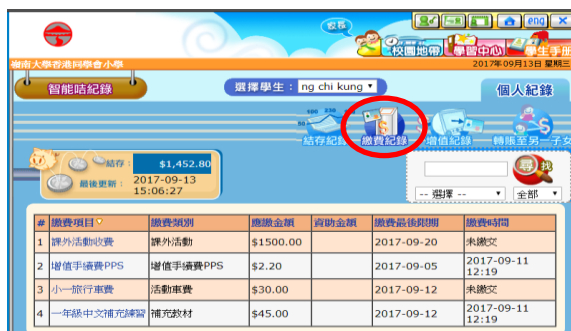 教務
eng
校園地帶 學習中心 學生手冊
嶺南大學香港同學會小學
2017年09月13日 星期三
智能咭紀錄
選擇學生： ng chi kung
個人紀錄
結存紀錄 繳費紀錄 增值紀錄 轉賬至另一子女
結存： $1,452.80
最後更新： 2017-09-13 15:06:27
尋找
-- 選擇 -- 全部
# 繳費項目 繳費類別 應繳金額 資助金額 繳費最後限期 繳費時間
1 課外活動收費 課外活動 $1500.00 2017-09-20 未繳交
2 增值手續費PPS 增值手續費PPS $2.20 2017-09-05 2017-09-11 12:19
3 小一旅行車費 活動車費 $30.00 2017-09-12 未繳交
4 一年級中文補充練習 補充教材 $45.00 2017-09-12 2017-09-11 12:19